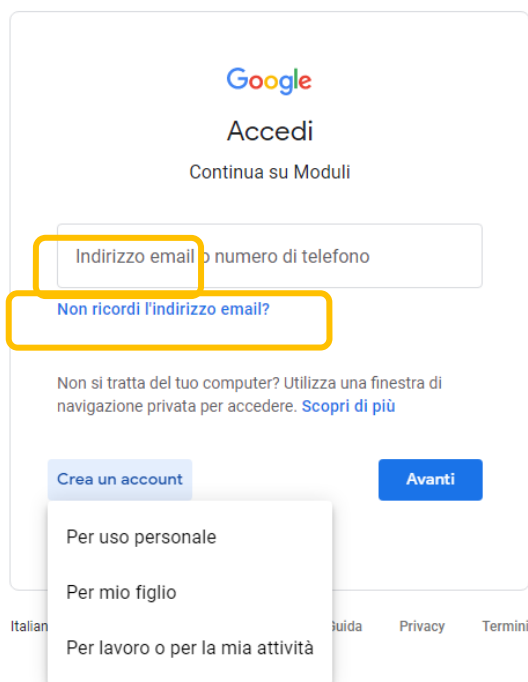 Google
Accedi
Continua su Moduli
Indirizzo email o numero di telefono
Non ricordi l'indirizzo email?
Non si tratta del tuo computer? Utilizza una finestra di
navigazione privata per accedere. Scopri di più
Crea un account
Avanti
Per uso personale
Per mio figlio
Italian
Privacy
Termini
Per lavoro o per la mia attività